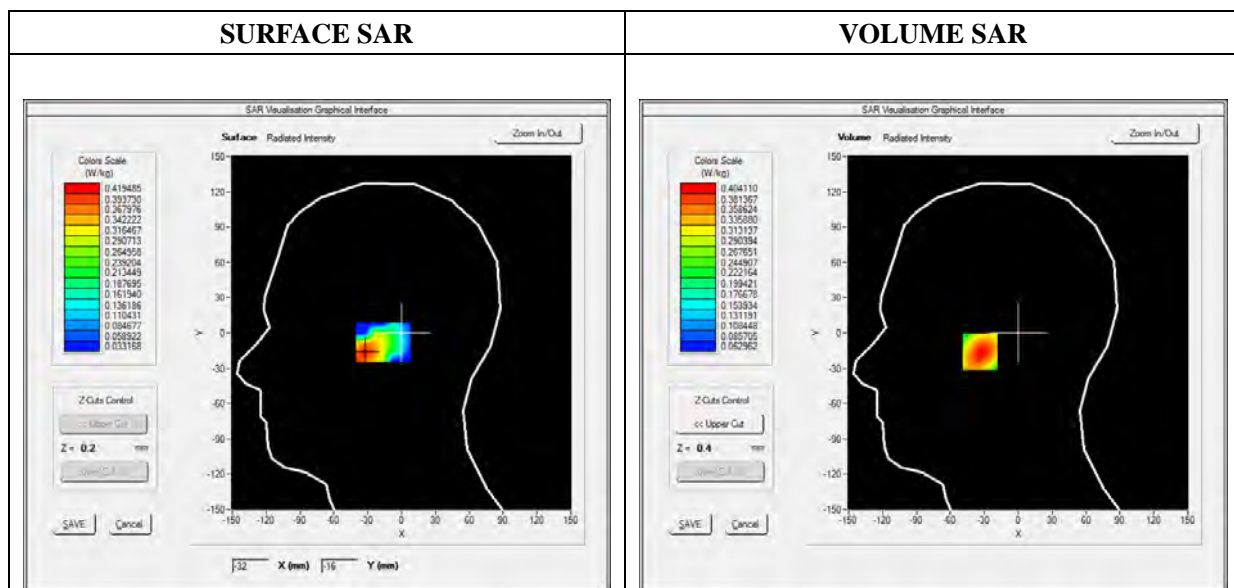 SURFACE SAR
VOLUME SAR
SAR Visualisation Graphical Interface
Surface Radiated Intensity
Zoom In/Out
Colors Scale
(W/kg)
0.419485
0.393730
0.367976
0.342222
0.316467
0.290713
0.264958
0.239204
0.213449
0.187695
0.161940
0.136186
0.110431
0.084677
0.058922
0.033168
Z-Cuts Control
<< Upper Cut
Z = 0.2 mm
SAVE Cancel
150
120
90
60
30
0
-30
-60
-90
-120
-150
Y
-150 -120 -90 -60 -30 0 30 60 90 120 150
X
-32 X (mm) -16 Y (mm)
SAR Visualisation Graphical Interface
Volume Radiated Intensity
Zoom In/Out
Colors Scale
(W/kg)
0.404110
0.381367
0.358624
0.335880
0.313137
0.290394
0.267651
0.244907
0.222164
0.199421
0.176678
0.153934
0.131191
0.108448
0.085705
0.062962
Z-Cuts Control
<< Upper Cut
Z = 0.4 mm
SAVE Cancel
150
120
90
60
30
0
-30
-60
-90
-120
-150
Y
-150 -120 -90 -60 -30 0 30 60 90 120 150
X